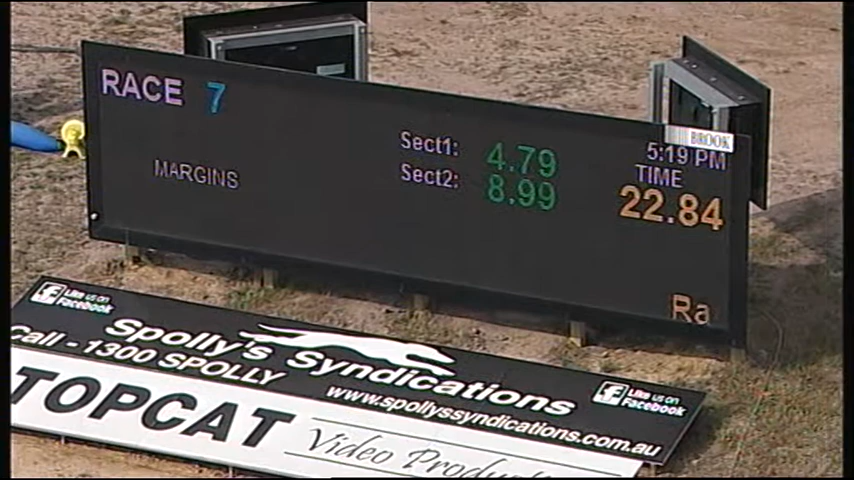 RACE 7
BROOK
5:19 PM
Sect1: 4.79
TIME
MARGINS
Sect2: 8.99
22.84
Ra
Like us on Facebook
Spolly's Syndications
Call - 1300 SPOLLY
www.spollyssyndications.com.au
Like us on Facebook
TOPCAT
Video Produc